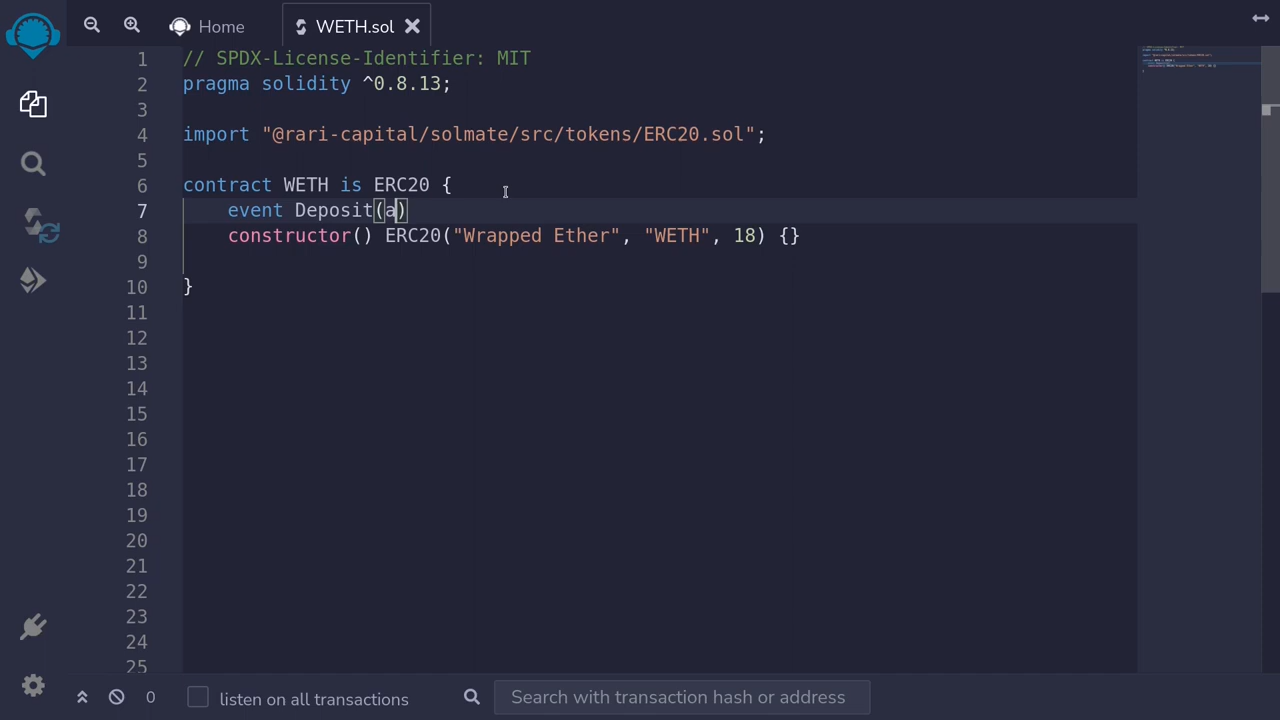 Home
WETH.sol
1 // SPDX-License-Identifier: MIT
2 pragma solidity ^0.8.13;
3
4 import "@rari-capital/solmate/src/tokens/ERC20.sol";
5
6 contract WETH is ERC20 {
7     event Deposit(a)
8     constructor() ERC20("Wrapped Ether", "WETH", 18) {}
9
10 }
11
12
13
14
15
16
17
18
19
20
21
22
23
24
25
0 listen on all transactions Search with transaction hash or address